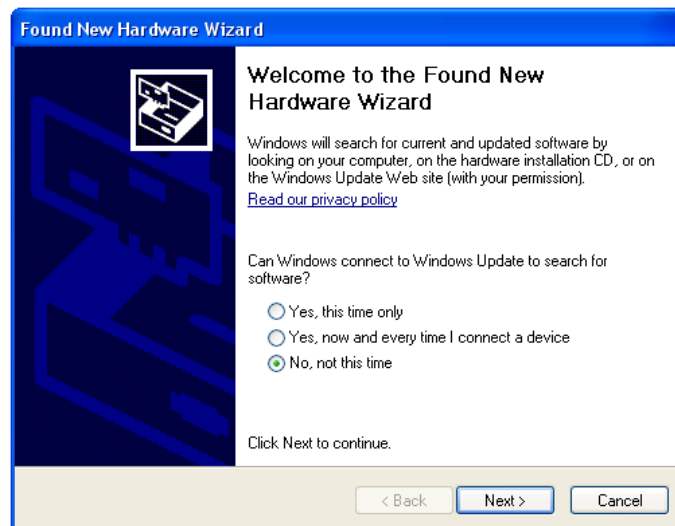 Found New Hardware Wizard
Welcome to the Found New
Hardware Wizard
Windows will search for current and updated software by
looking on your computer, on the hardware installation CD, or on
the Windows Update Web site (with your permission).
Read our privacy policy
Can Windows connect to Windows Update to search for
software?
Yes, this time only
Yes, now and every time I connect a device
No, not this time
Click Next to continue.
< Back
Next >
Cancel